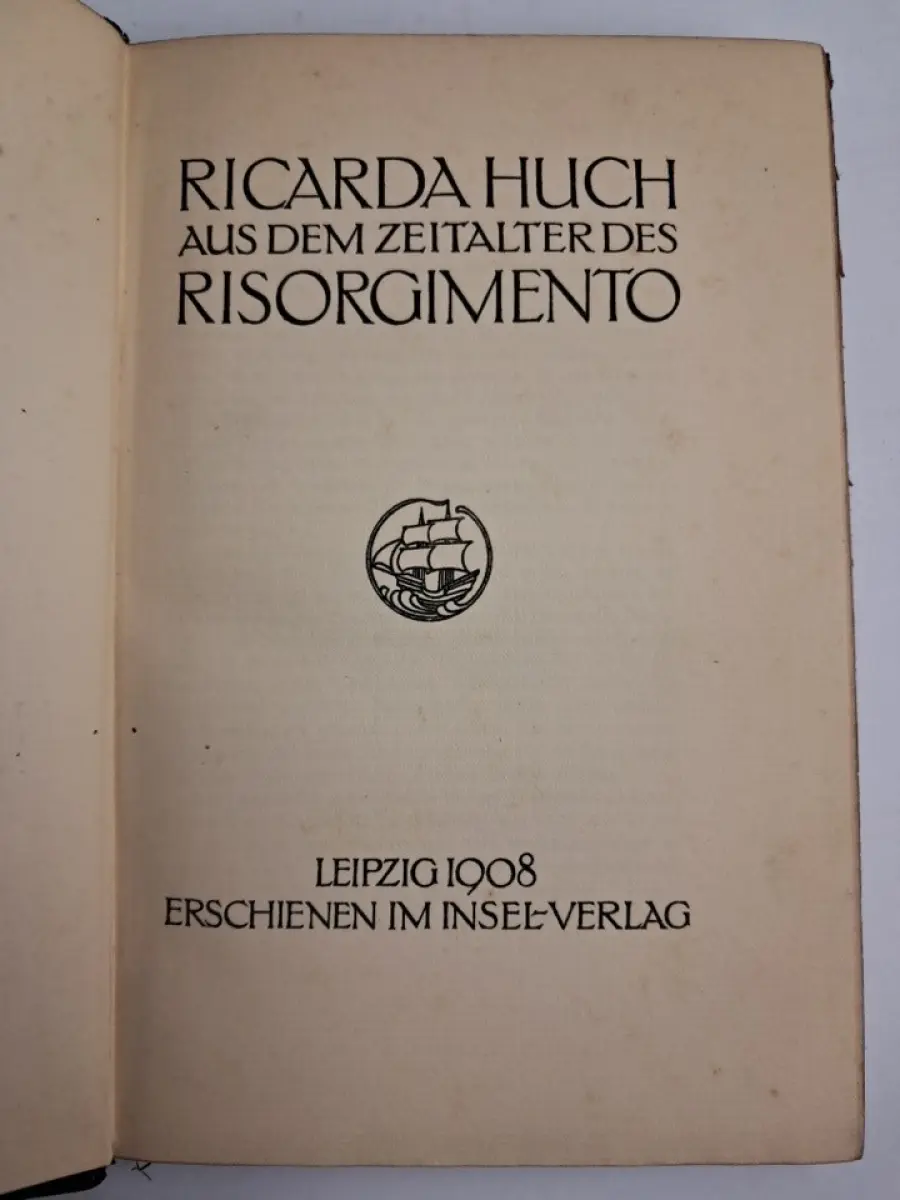 RICARDA HUCH
AUS DEM ZEITALTER DES
RISORGIMENTO
LEIPZIG 1908
ERSCHIENEN IM INSEL-VERLAG